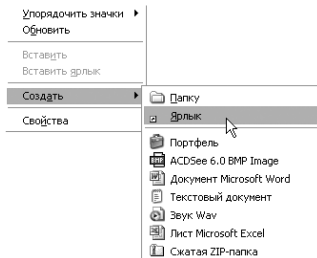 Упорядочить значки
Обновить
Вставить
Вставить ярлык
Создать
Свойства
Папку
Ярлык
Портфель
ACDSee 6.0 BMP Image
Документ Microsoft Word
Текстовый документ
Звук Wav
Лист Microsoft Excel
Сжатая ZIP-папка